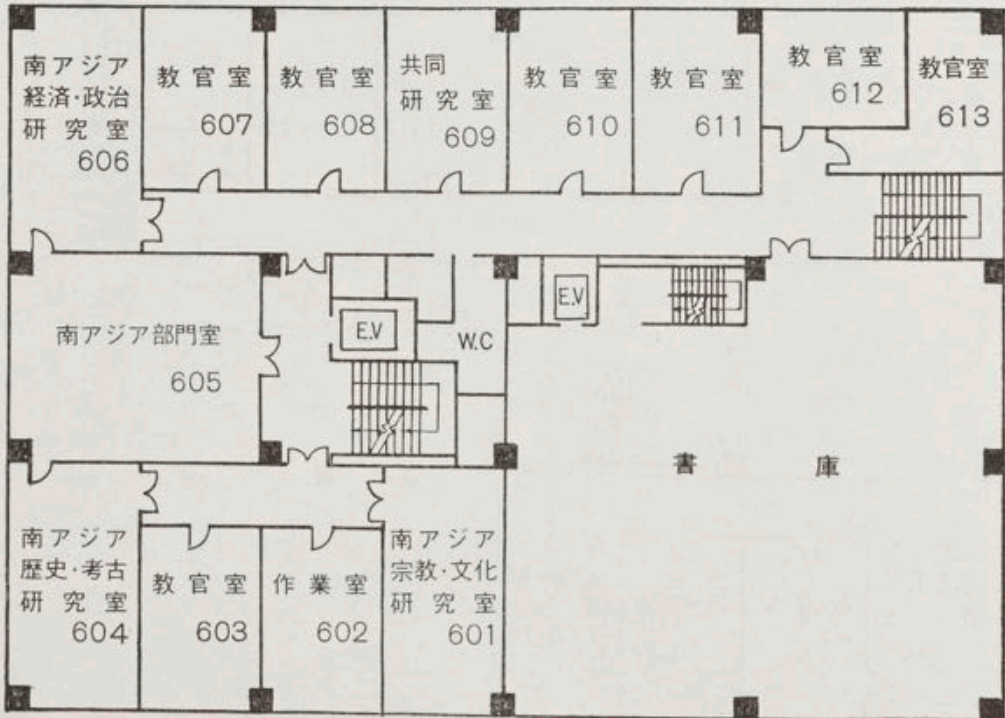 南アジア
経済・政治
研究室
606
教官室
607
教官室
608
共同
研究室
609
教官室
610
教官室
611
教官室
612
教官室
613
南アジア部門室
605
E.V
W.C
E.V
書庫
南アジア
歴史・考古
研究室
604
教官室
603
作業室
602
南アジア
宗教・文化
研究室
601